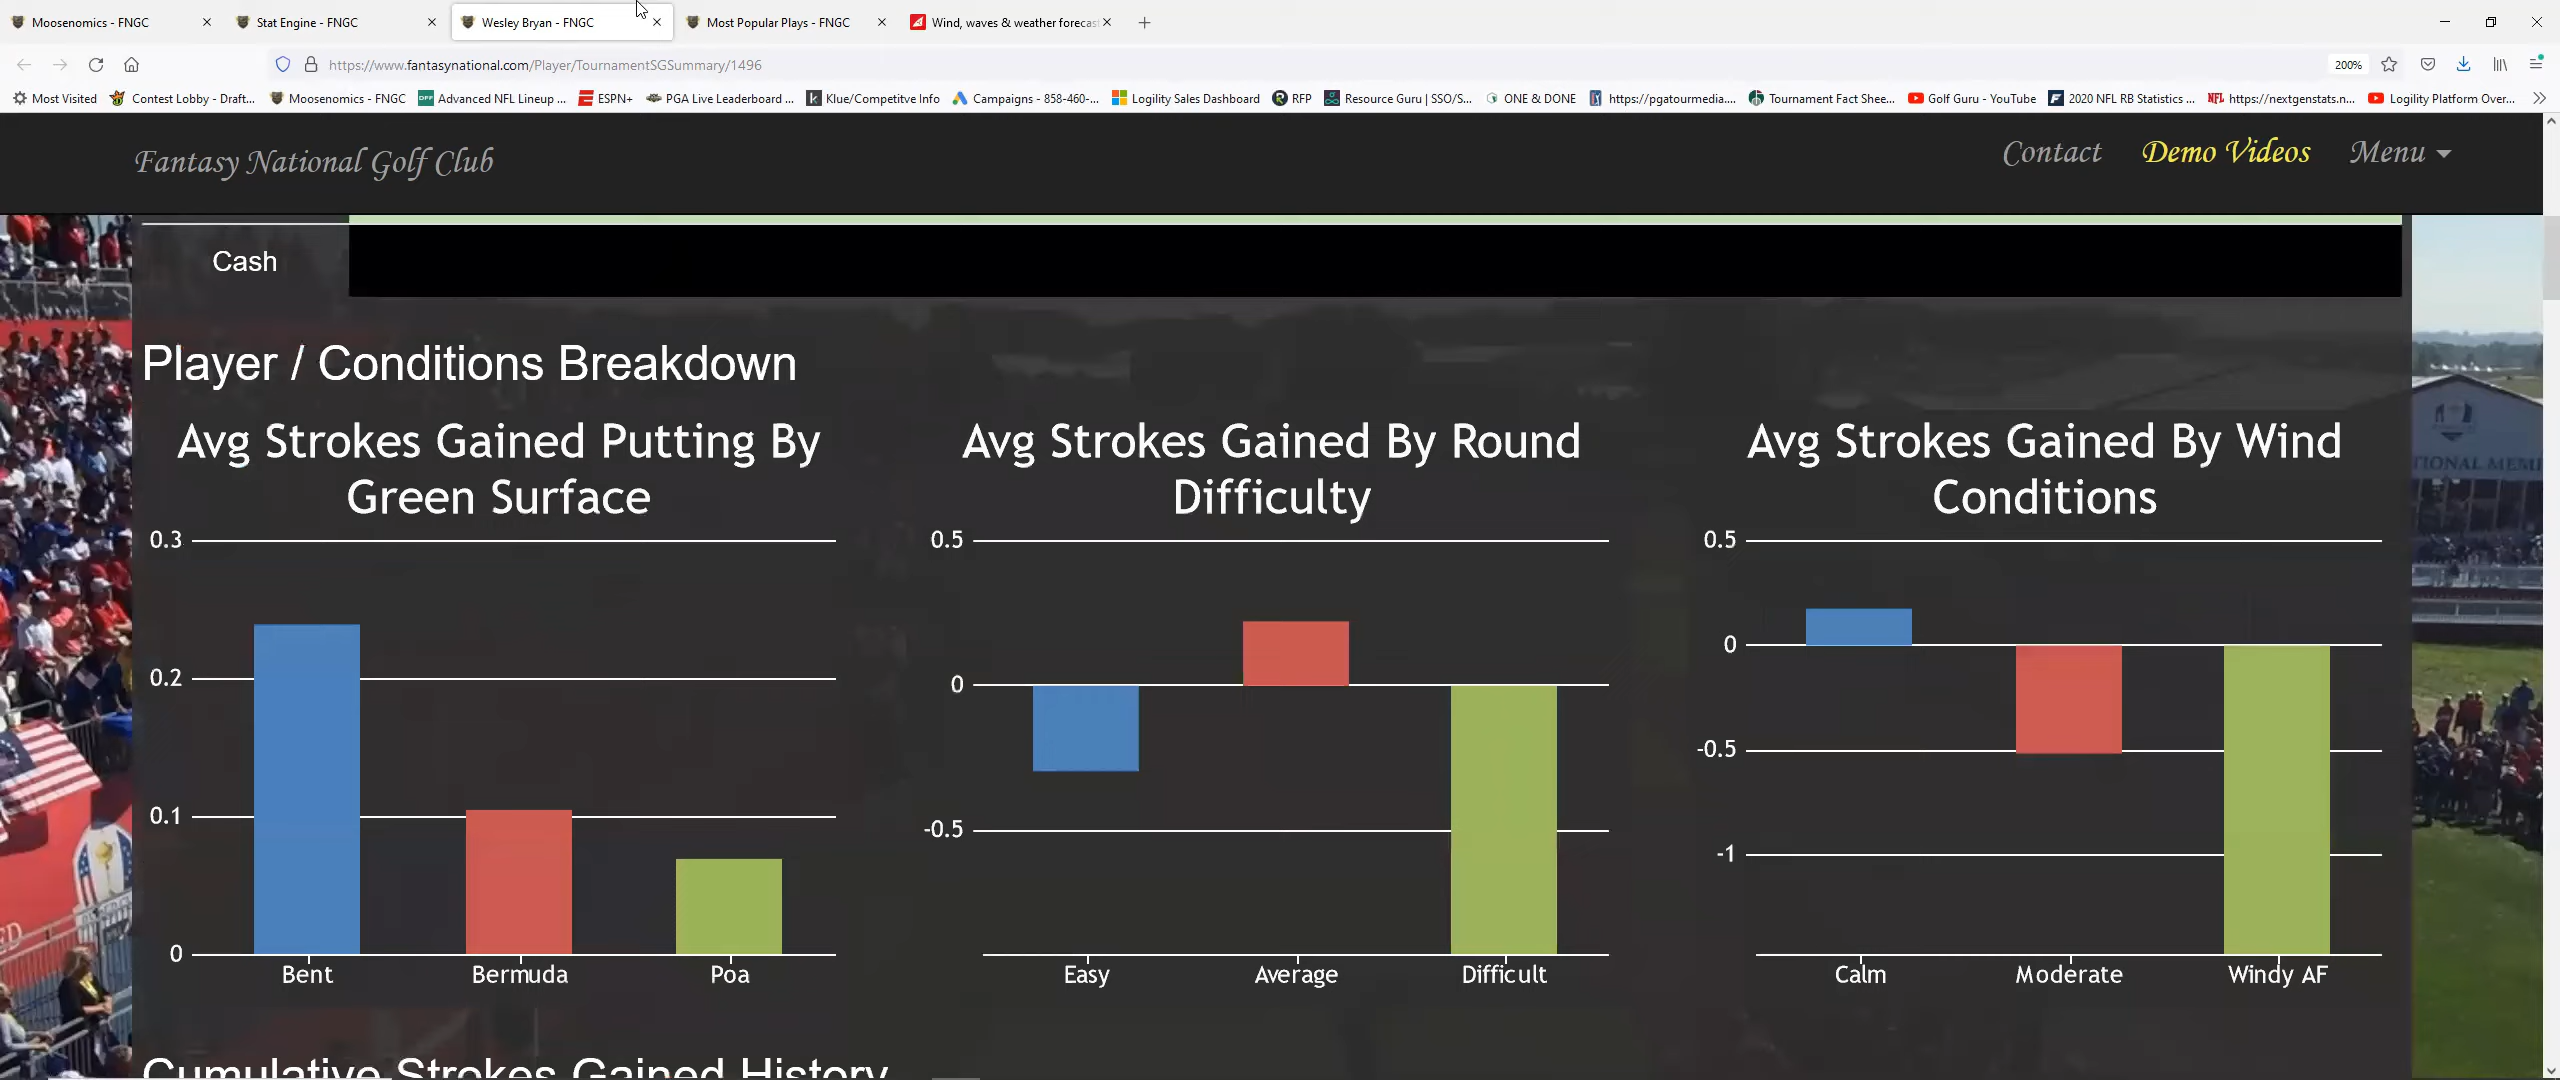 Moosenomics - FNGC
Stat Engine - FNGC
Wesley Bryan - FNGC
Most Popular Plays - FNGC
Wind, waves & weather forecas
https://www.fantasynational.com/Player/TournamentSGSummary/1496
200%
Most Visited
Contest Lobby - Draft...
Moosenomics - FNGC
Advanced NFL Lineup ...
ESPN+
PGA Live Leaderboard ...
Klue/Competitve Info
Campaigns - 858-460-...
Logility Sales Dashboard
RFP
Resource Guru | SSO/S...
ONE & DONE
https://pgatourmedia....
Tournament Fact Shee...
Golf Guru - YouTube
2020 NFL RB Statistics ...
https://nextgenstats.n...
Logility Platform Over...
Fantasy National Golf Club
Contact
Demo Videos
Menu
Cash
Player / Conditions Breakdown
Avg Strokes Gained Putting By
Green Surface
0.3
0.2
0.1
0
Bent
Bermuda
Poa
Avg Strokes Gained By Round
Difficulty
0.5
0
-0.5
Easy
Average
Difficult
Avg Strokes Gained By Wind
Conditions
0.5
0
-0.5
-1
Calm
Moderate
Windy AF
Cumulative Strokes Gained History